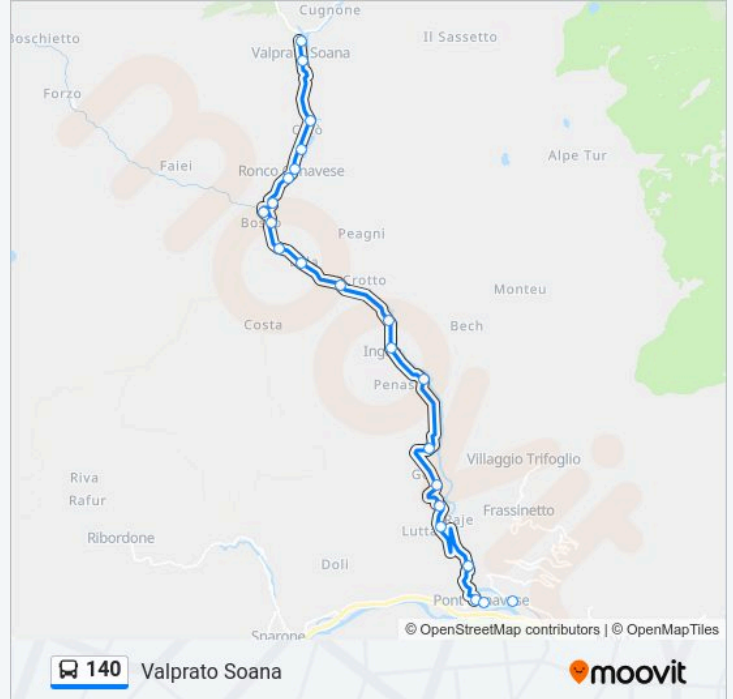 Cugnone
Boschietto
Il Sassetto
Valprato Soana
Forzo
Alpe Tur
Faiei
Ronco Canavese
Peagni
Crotto
Monteu
Costa
Bech
Villaggio Trifoglio
Riva
Rafur
Frassinetto
Ribordone
Doli
Pont Canavese
Sparone
© OpenStreetMap contributors | © OpenMapTiles
140 Valprato Soana
moovit